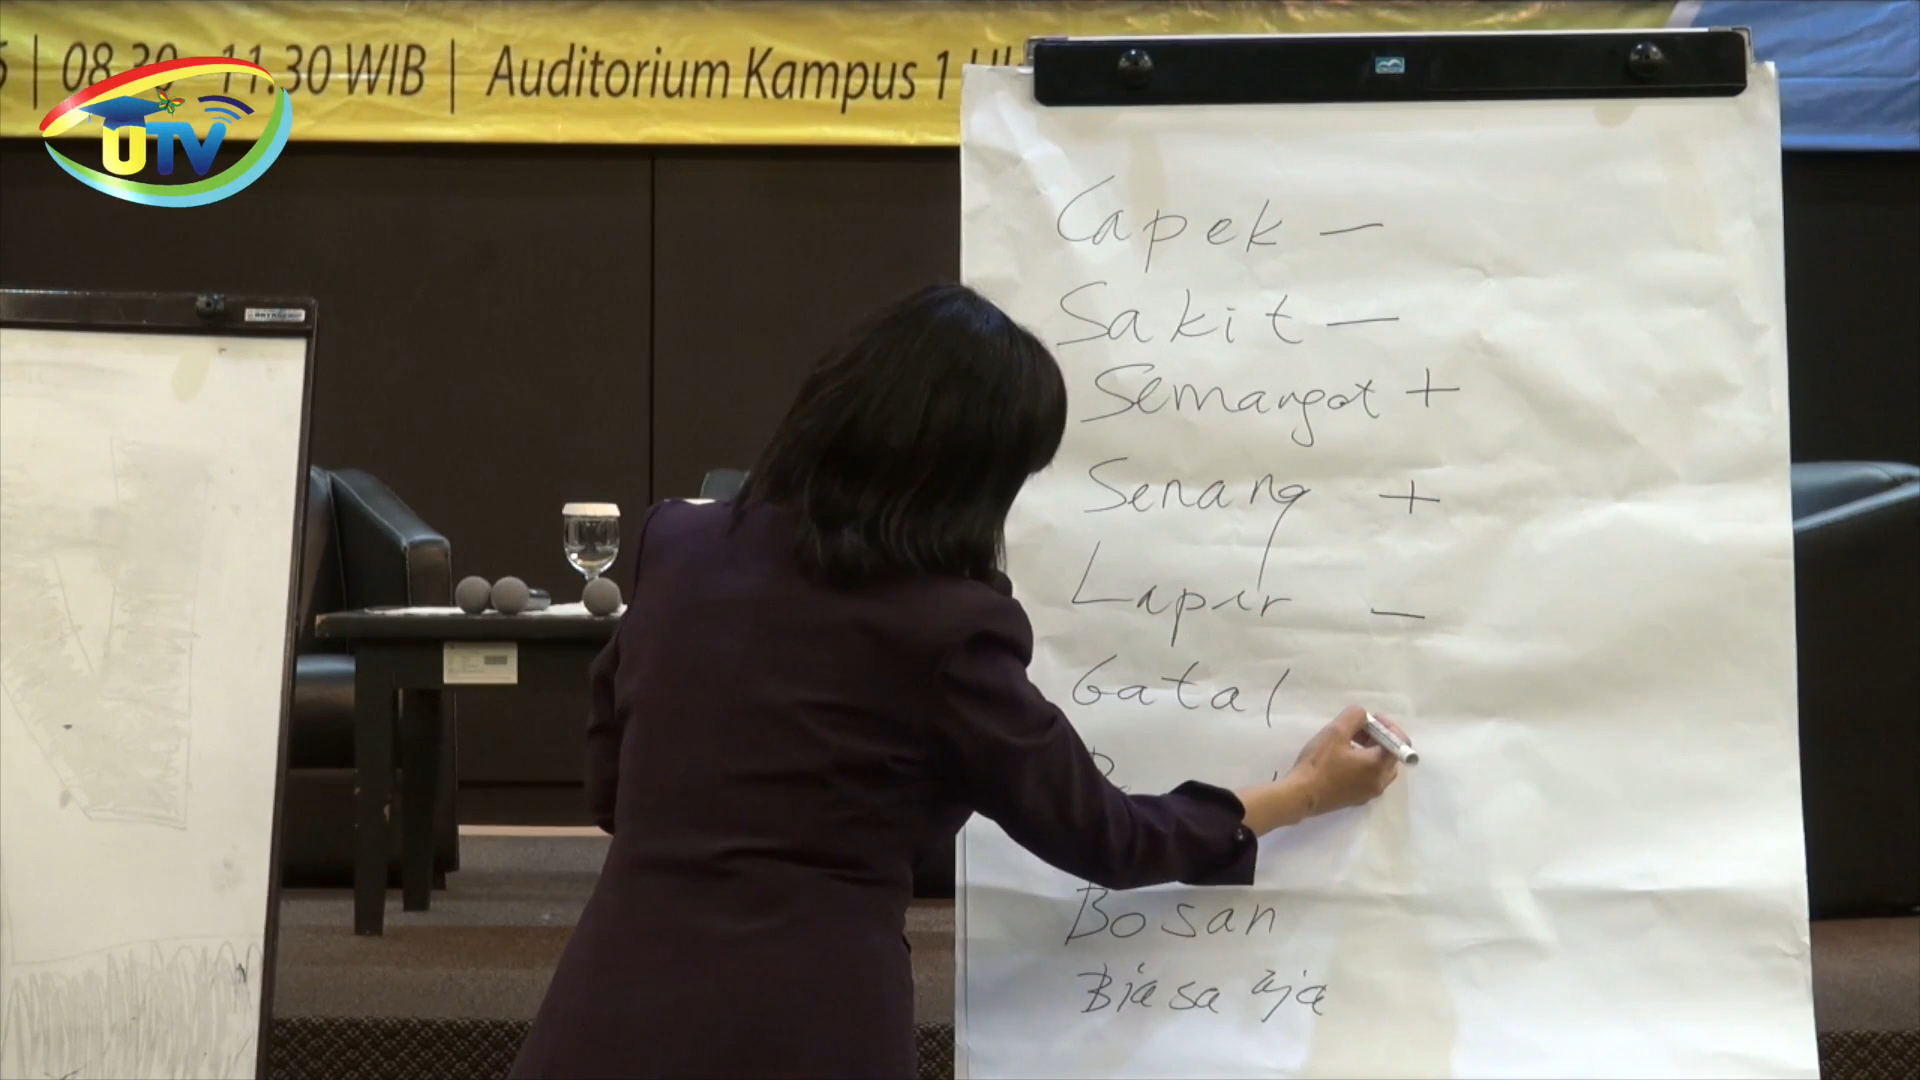 | 08.30 - 11.30 WIB | Auditorium Kampus 1
UTV
Capek -
Sakit -
Semangat +
Senang +
Lapar -
Gatal
Bosan
Biasa aja